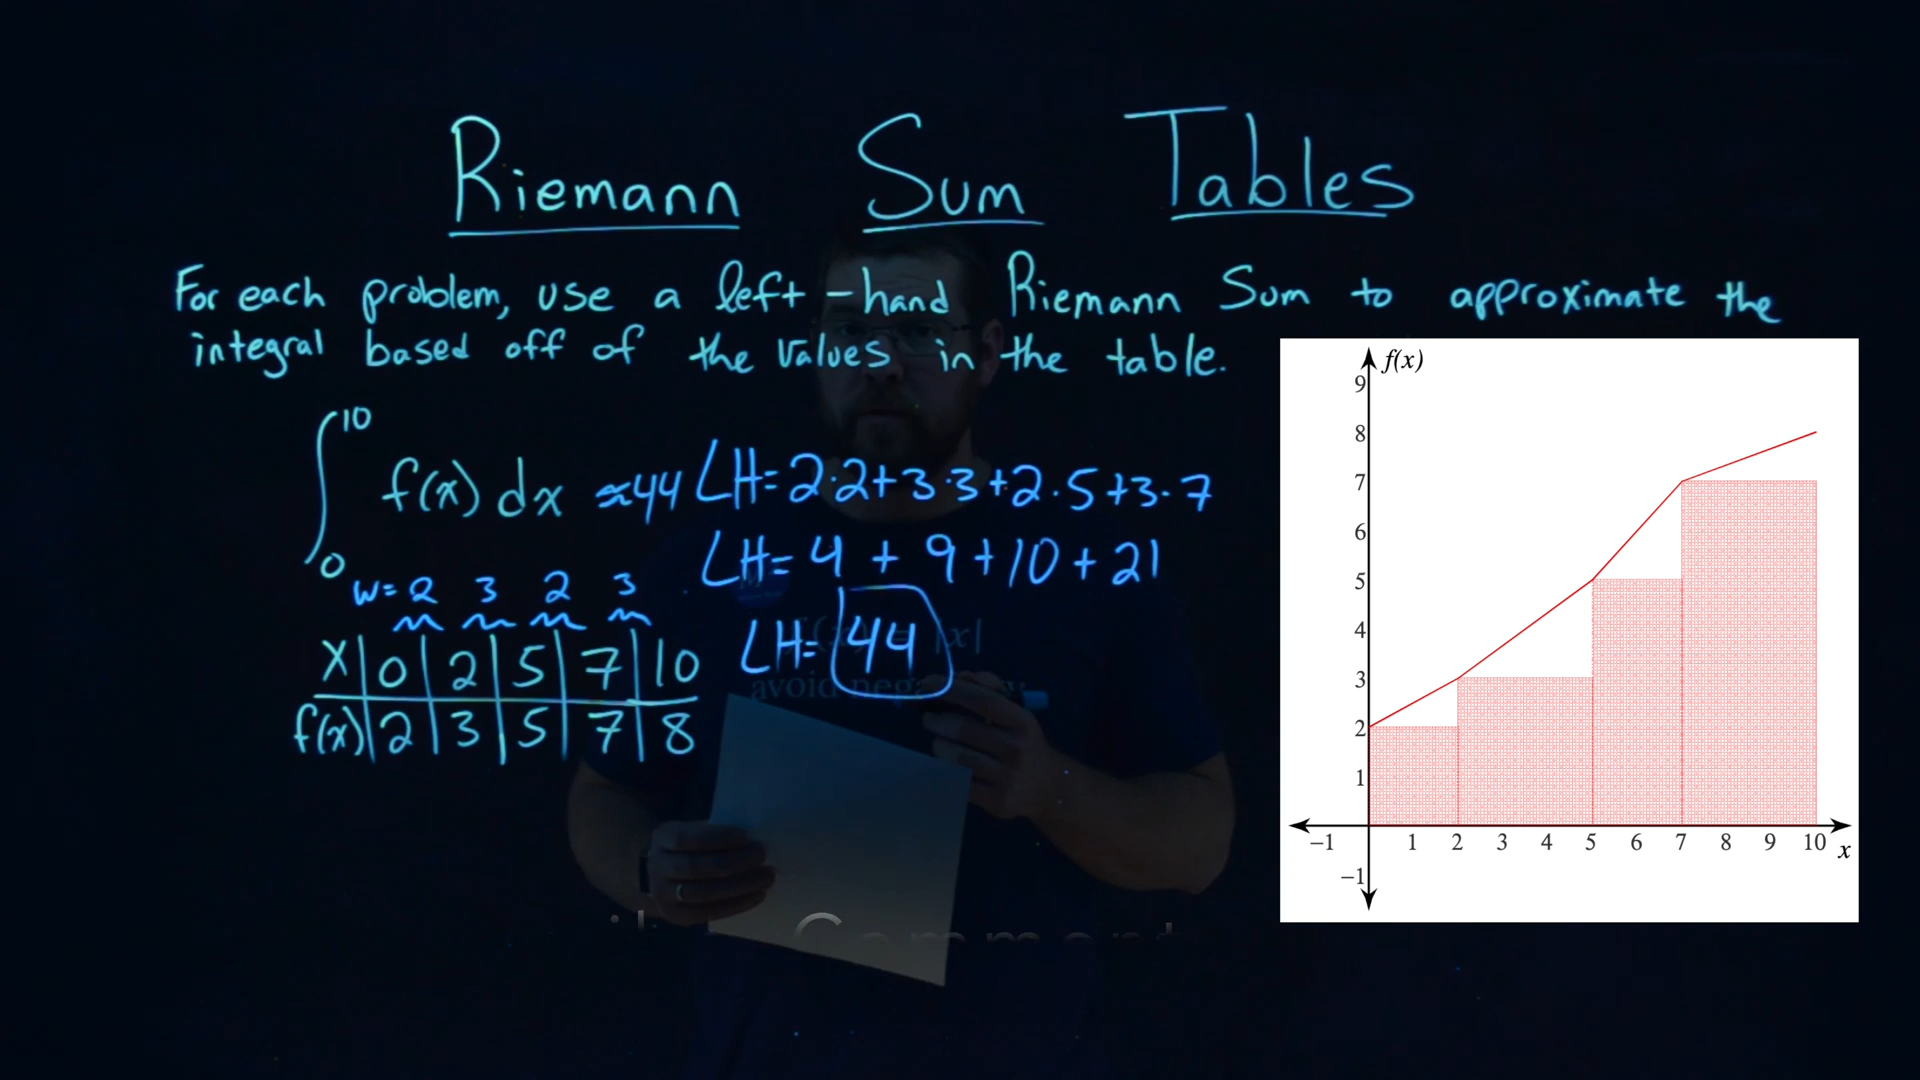 Riemann Sum Tables
For each problem, use a left-hand Riemann Sum to approximate the
integral based off of the values in the table.
∫₀¹⁰ f(x) dx ≈44
LH=2·2+3·3+2·5+3·7
LH=4+9+10+21
LH=44
w=2 3 2 3
x|0|2|5|7|10
f(x)|2|3|5|7|8
|x|
avoid
f(x)
9
8
7
6
5
4
3
2
1
−1 1 2 3 4 5 6 7 8 9 10 x
−1